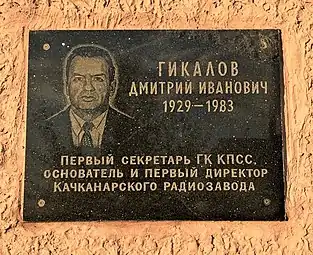 ГИКАЛОВ
ДМИТРИЙ ИВАНОВИЧ
1929—1983
ПЕРВЫЙ СЕКРЕТАРЬ ГК КПСС,
ОСНОВАТЕЛЬ И ПЕРВЫЙ ДИРЕКТОР
КАЧКАНАРСКОГО РАДИОЗАВОДА